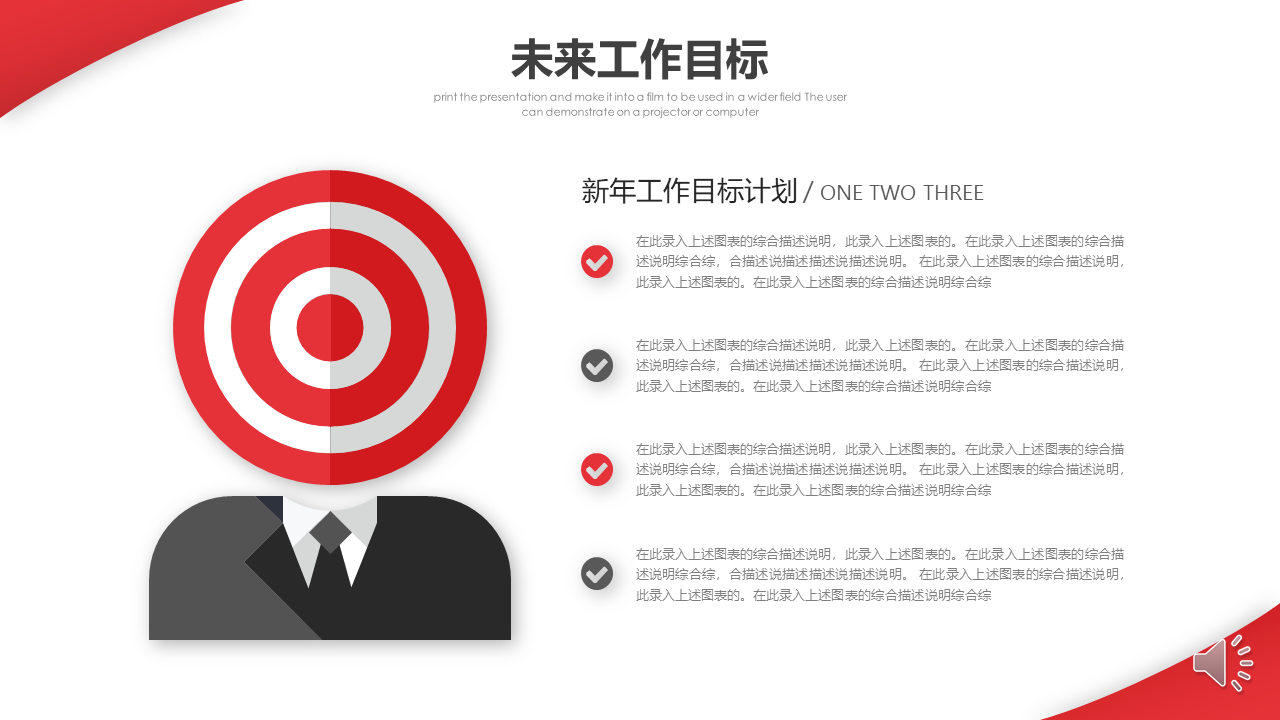 未来工作目标
print the presentation and make it into a film to be used in a wider field The user
can demonstrate on a projector or computer
新年工作目标计划 / ONE TWO THREE
在此录入上述图表的综合描述说明，此录入上述图表的。在此录入上述图表的综合描
述说明综合综，合描述说描述描述说描述说明。 在此录入上述图表的综合描述说明，
此录入上述图表的。在此录入上述图表的综合描述说明综合综
在此录入上述图表的综合描述说明，此录入上述图表的。在此录入上述图表的综合描
述说明综合综，合描述说描述描述说描述说明。 在此录入上述图表的综合描述说明，
此录入上述图表的。在此录入上述图表的综合描述说明综合综
在此录入上述图表的综合描述说明，此录入上述图表的。在此录入上述图表的综合描
述说明综合综，合描述说描述描述说描述说明。 在此录入上述图表的综合描述说明，
此录入上述图表的。在此录入上述图表的综合描述说明综合综
在此录入上述图表的综合描述说明，此录入上述图表的。在此录入上述图表的综合描
述说明综合综，合描述说描述描述说描述说明。 在此录入上述图表的综合描述说明，
此录入上述图表的。在此录入上述图表的综合描述说明综合综